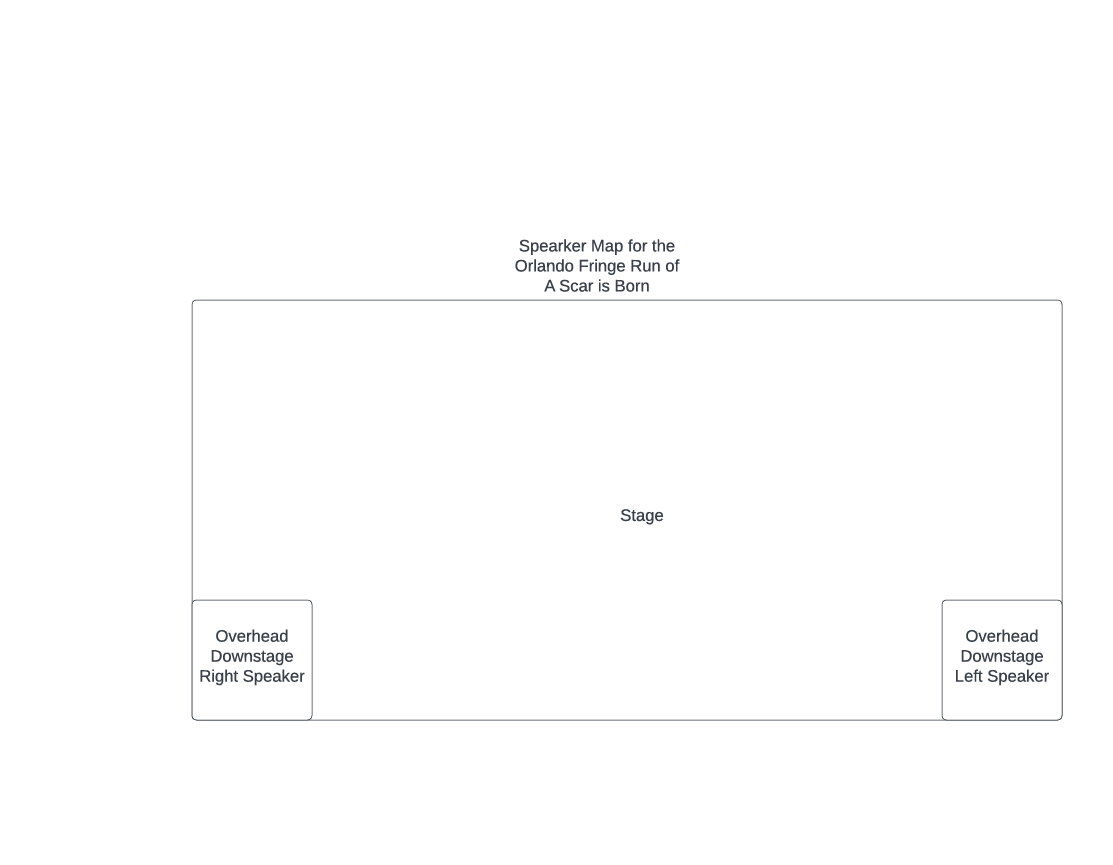 Spearker Map for the
Orlando Fringe Run of
A Scar is Born
Stage
Overhead
Downstage
Right Speaker
Overhead
Downstage
Left Speaker